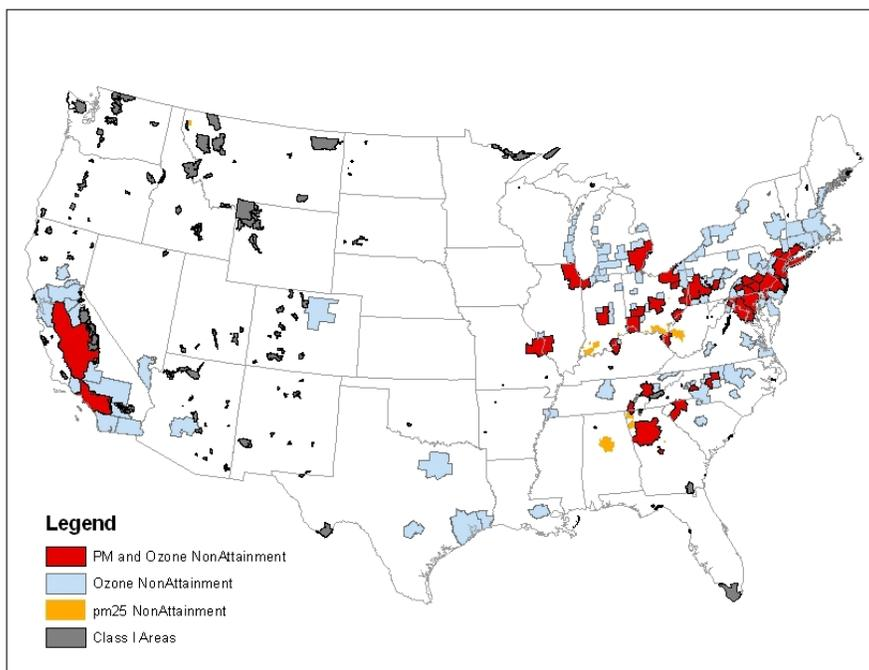 Legend
PM and Ozone NonAttainment
Ozone NonAttainment
pm25 NonAttainment
Class I Areas